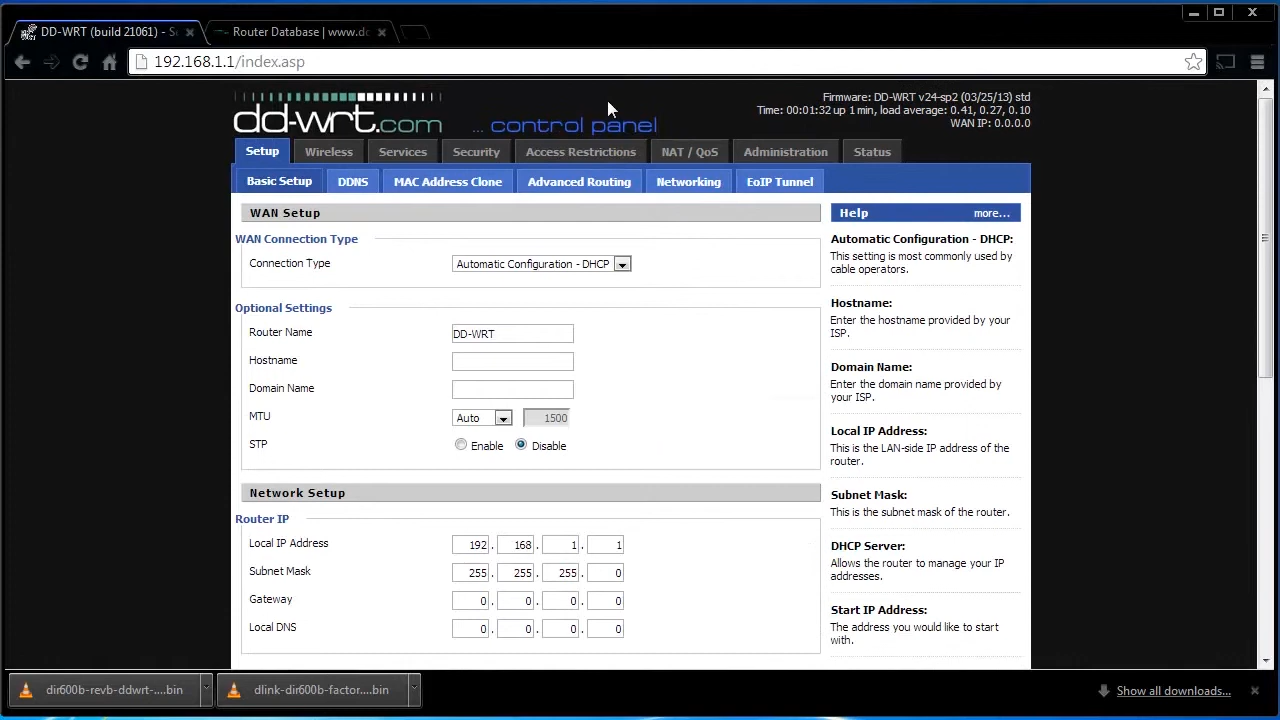 DD-WRT (build 21061) - S
Router Database | www.dd
192.168.1.1/index.asp
dd-wrt.com
... control panel
Firmware: DD-WRT v24-sp2 (03/25/13) std
Time: 00:01:32 up 1 min, load average: 0.41, 0.27, 0.10
WAN IP: 0.0.0.0
Setup Wireless Services Security Access Restrictions NAT / QoS Administration Status
Basic Setup DDNS MAC Address Clone Advanced Routing Networking EoIP Tunnel
WAN Setup
WAN Connection Type
Connection Type Automatic Configuration - DHCP
Optional Settings
Router Name DD-WRT
Hostname
Domain Name
MTU Auto 1500
STP Enable Disable
Network Setup
Router IP
Local IP Address 192. 168. 1. 1
Subnet Mask 255. 255. 255. 0
Gateway 0. 0. 0. 0
Local DNS 0. 0. 0. 0
Help more...
Automatic Configuration - DHCP:
This setting is most commonly used by
cable operators.
Hostname:
Enter the hostname provided by your
ISP.
Domain Name:
Enter the domain name provided by
your ISP.
Local IP Address:
This is the LAN-side IP address of the
router.
Subnet Mask:
This is the subnet mask of the router.
DHCP Server:
Allows the router to manage your IP
addresses.
Start IP Address:
The address you would like to start
with.
dir600b-revb-ddwrt-....bin
dlink-dir600b-factor....bin
Show all downloads...